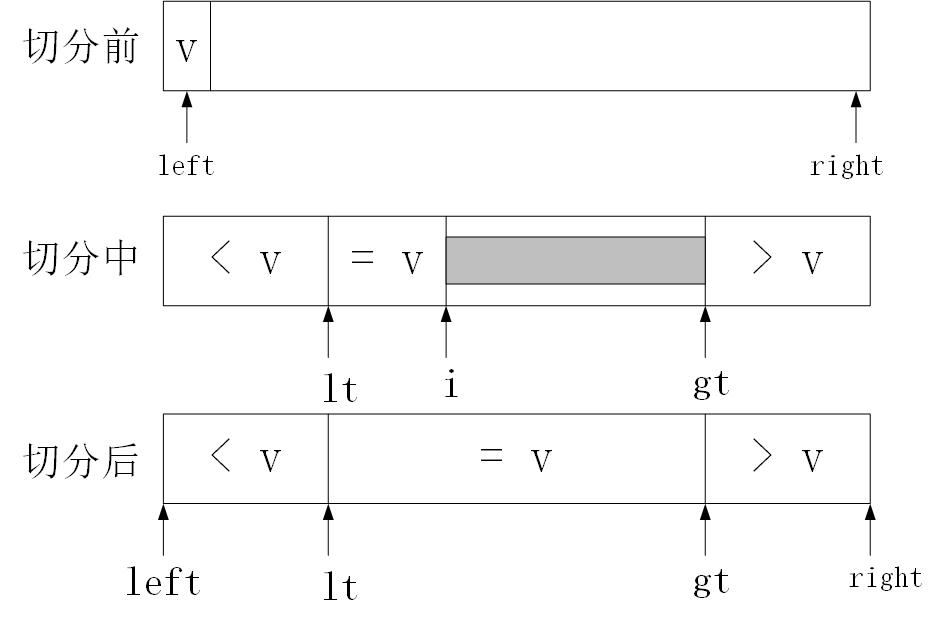 切分前 v
left right
切分中 < v = v > v
lt i gt
切分后 < v = v > v
left lt gt right